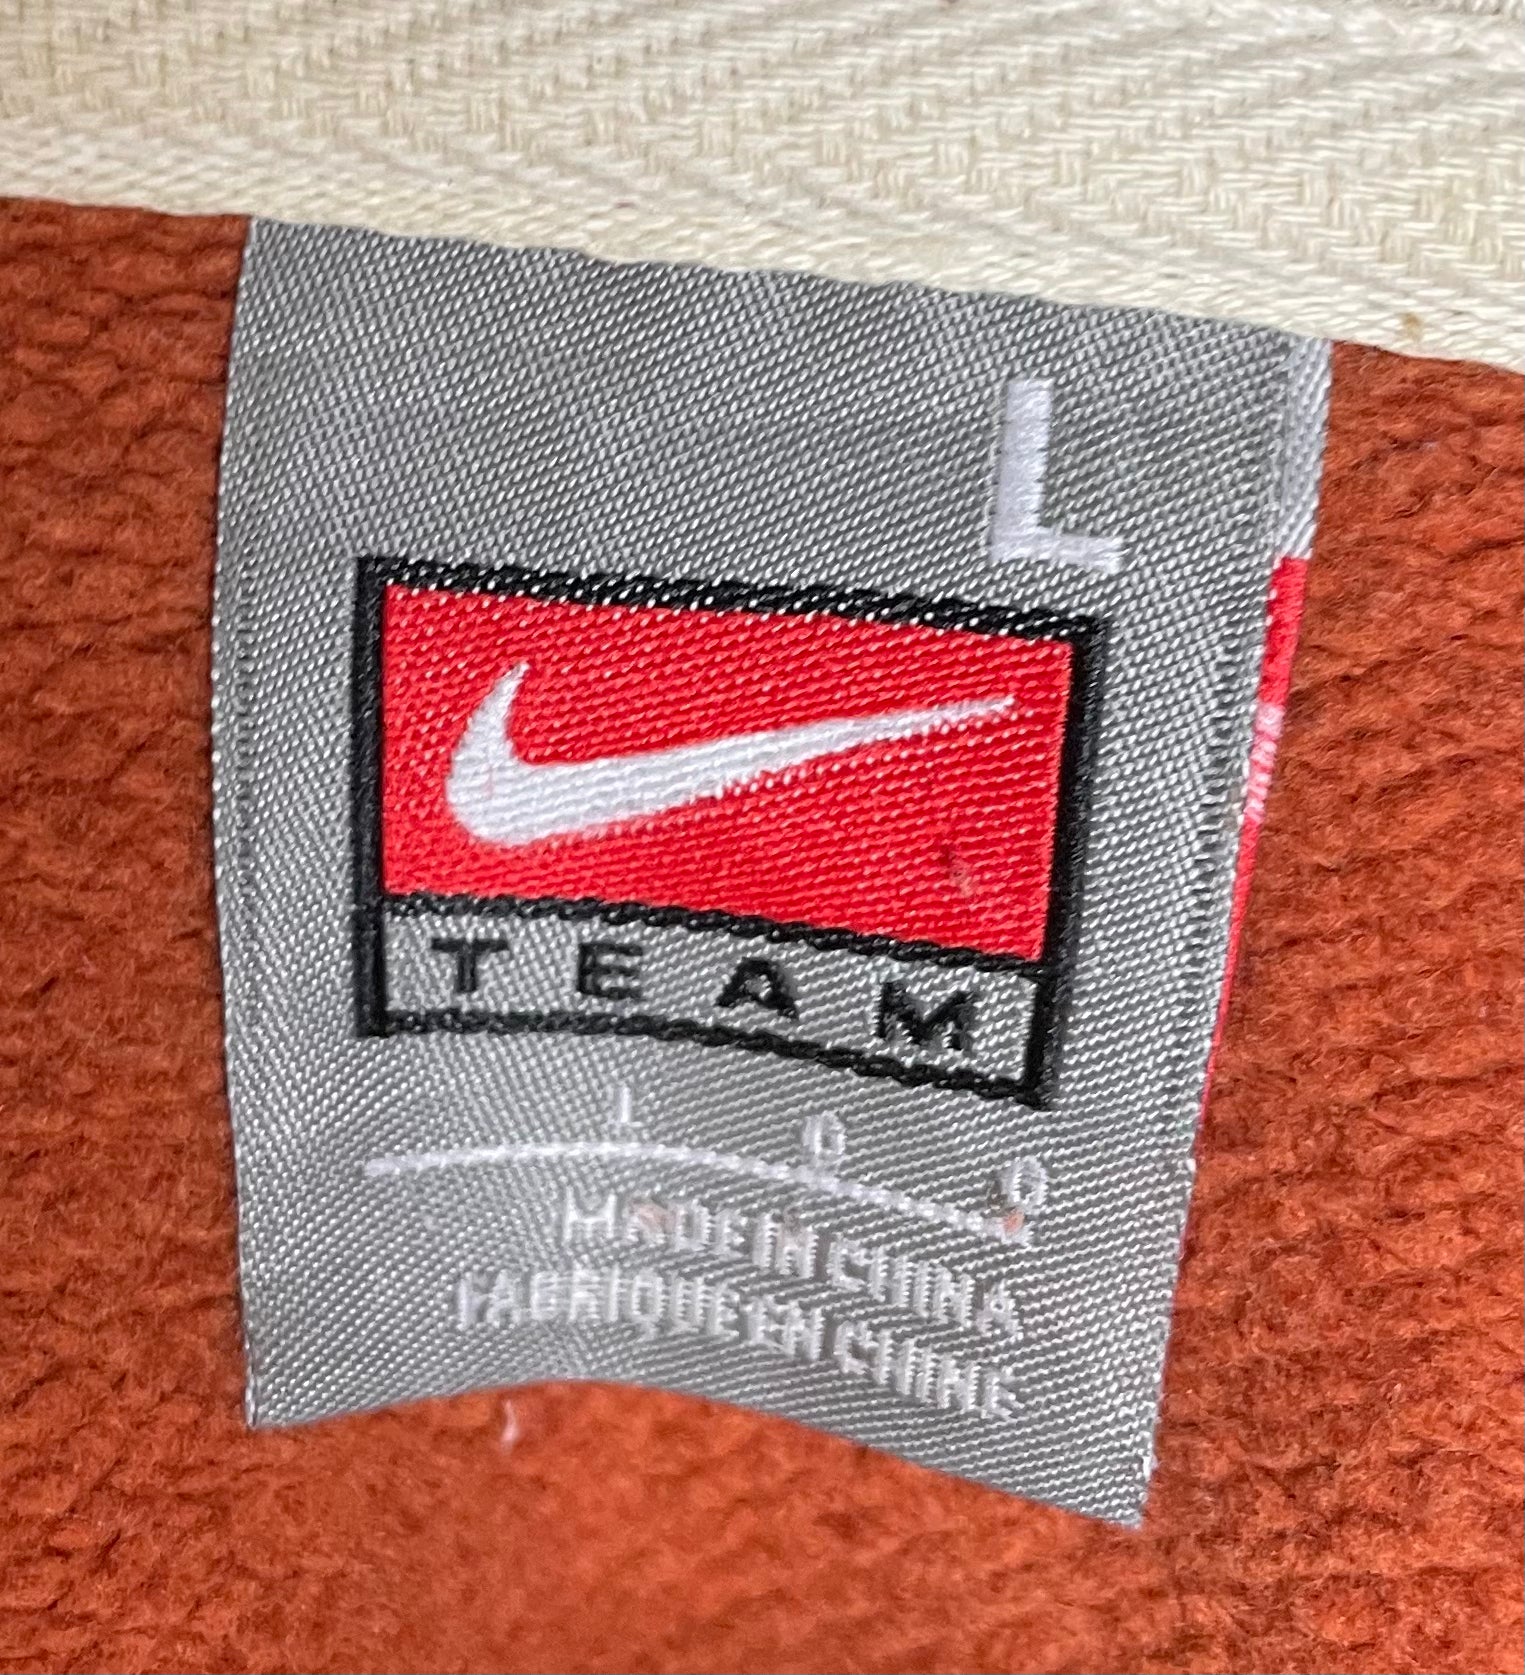 L
TEAM
L G G
MADE IN CHINA
FABRIQUE EN CHINE